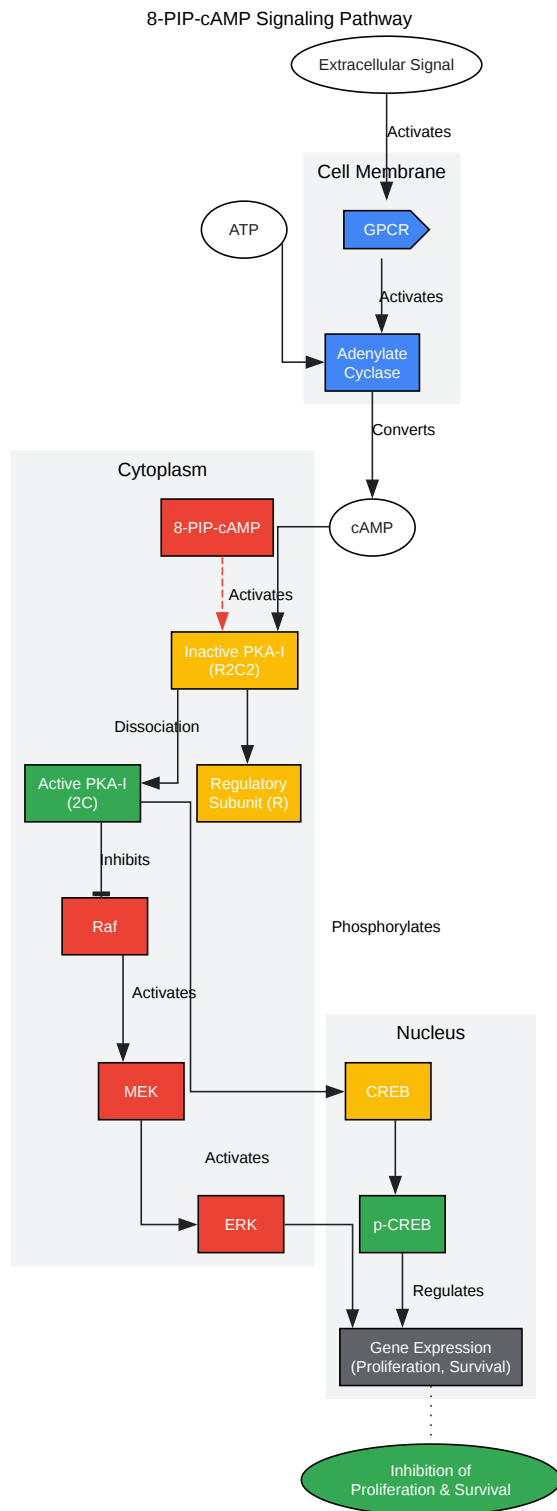 8-PIP-cAMP Signaling Pathway
Extracellular Signal
Activates
Cell Membrane
ATP
GPCR
Activates
Adenylate
Cyclase
Converts
Cytoplasm
8-PIP-cAMP
cAMP
Activates
Inactive PKA-I
(R2C2)
Dissociation
Active PKA-I
(2C)
Regulatory
Subunit (R)
Inhibits
Raf
Phosphorylates
Activates
Nucleus
MEK
CREB
Activates
ERK
p-CREB
Regulates
Gene Expression
(Proliferation, Survival)
Inhibition of
Proliferation & Survival